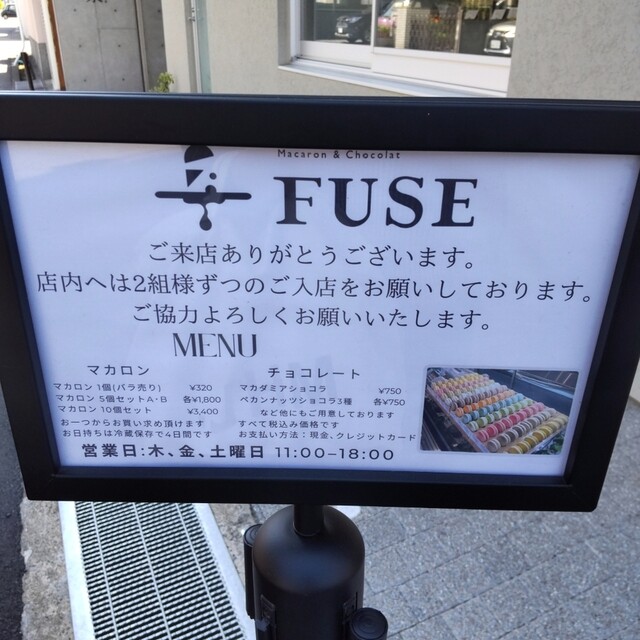 Macaron & Chocolat
FUSE
ご来店ありがとうございます。
店内へは2組様ずつのご入店をお願いしております。
ご協力よろしくお願いいたします。
MENU
マカロン
マカロン 1個(バラ売り) ¥320
マカロン 5個セットA・B 各¥1,800
マカロン 10個セット ¥3,400
お一つからお買い求め頂けます
お日持ちは冷蔵保存で4日間です
チョコレート
マカダミアショコラ ¥750
ペカンナッツショコラ3種 各¥750
など他にもご用意しております
すべて税込み価格です
お支払い方法：現金、クレジットカード
営業日:木、金、土曜日 11:00-18:00